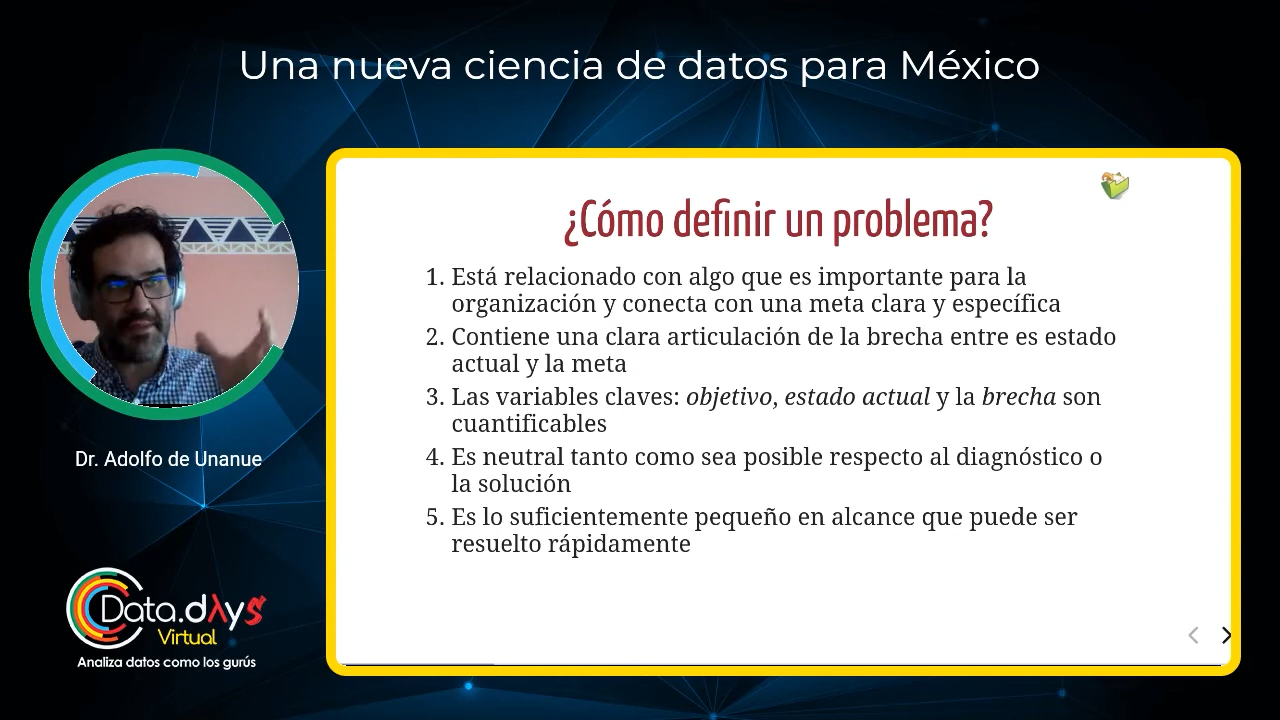 Una nueva ciencia de datos para México
¿Cómo definir un problema?
1. Está relacionado con algo que es importante para la
organización y conecta con una meta clara y específica
2. Contiene una clara articulación de la brecha entre es estado
actual y la meta
3. Las variables claves: objetivo, estado actual y la brecha son
cuantificables
4. Es neutral tanto como sea posible respecto al diagnóstico o
la solución
5. Es lo suficientemente pequeño en alcance que puede ser
resuelto rápidamente
Dr. Adolfo de Unanue
Data.dλys
Virtual
Analiza datos como los gurús